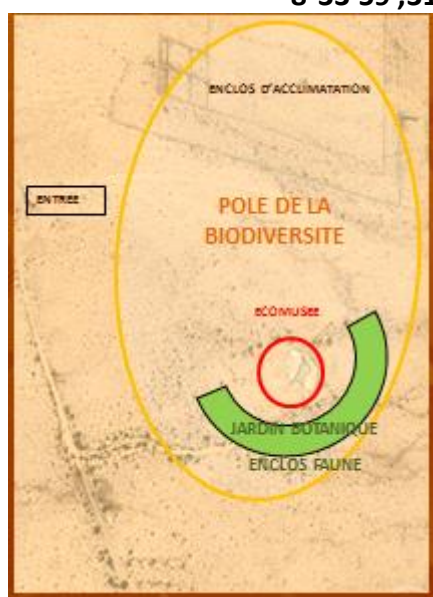 ENCLOS D'ACCLIMATATION
ENTREE
POLE DE LA
BIODIVERSITE
ECOMUSEE
JARDIN BOTANIQUE
ENCLOS FAUNE